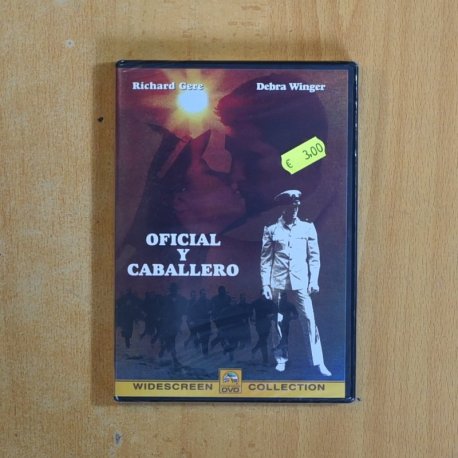 Richard Gere Debra Winger
€ 3,00
OFICIAL
Y
CABALLERO
WIDESCREEN DVD COLLECTION